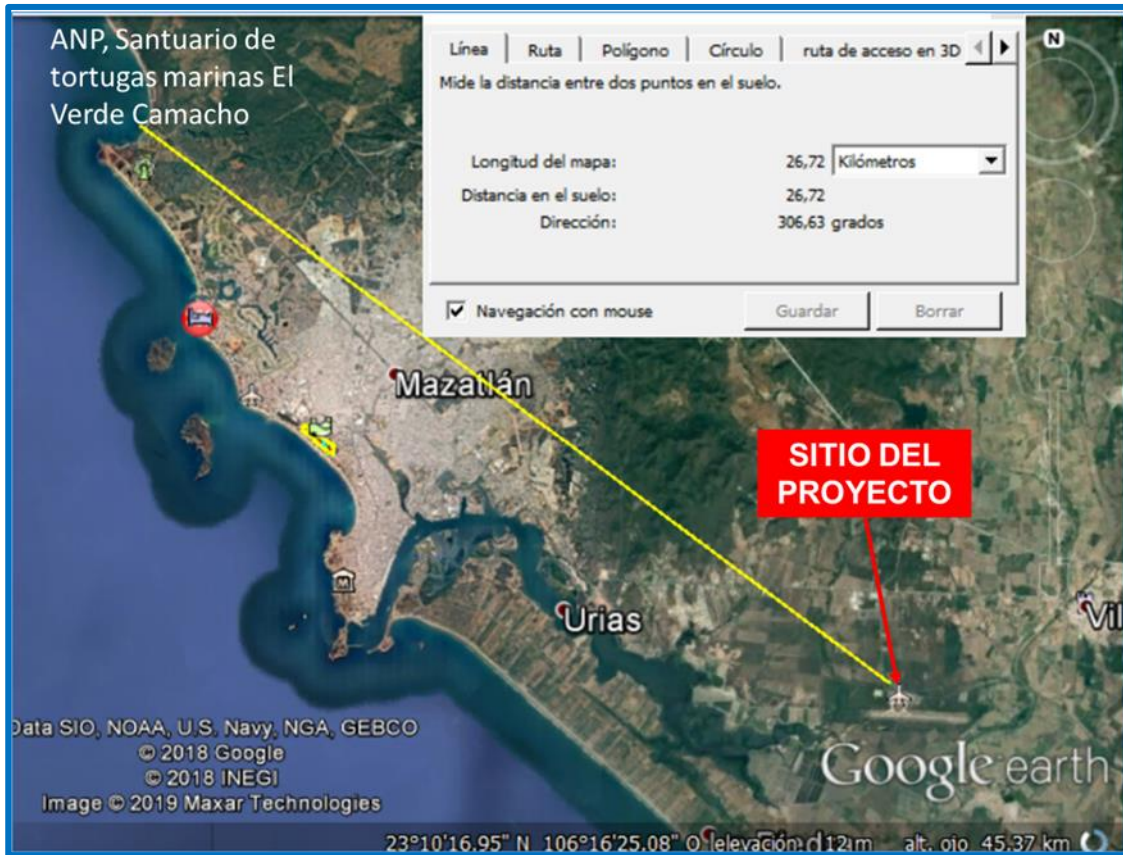 ANP, Santuario de
tortugas marinas El
Verde Camacho
Línea
Ruta
Polígono
Círculo
ruta de acceso en 3D
Mide la distancia entre dos puntos en el suelo.
Longitud del mapa: 26,72 Kilómetros
Distancia en el suelo: 26,72
Dirección: 306,63 grados
Navegación con mouse
Guardar
Borrar
N
Mazatlán
SITIO DEL
PROYECTO
M
Urias
Vil
Data SIO, NOAA, U.S. Navy, NGA, GEBCO
© 2018 Google
© 2018 INEGI
Image © 2019 Maxar Technologies
Google earth
23°10'16.95" N 106°16'25.08" O elevación 12 m alt. ojo 45.37 km